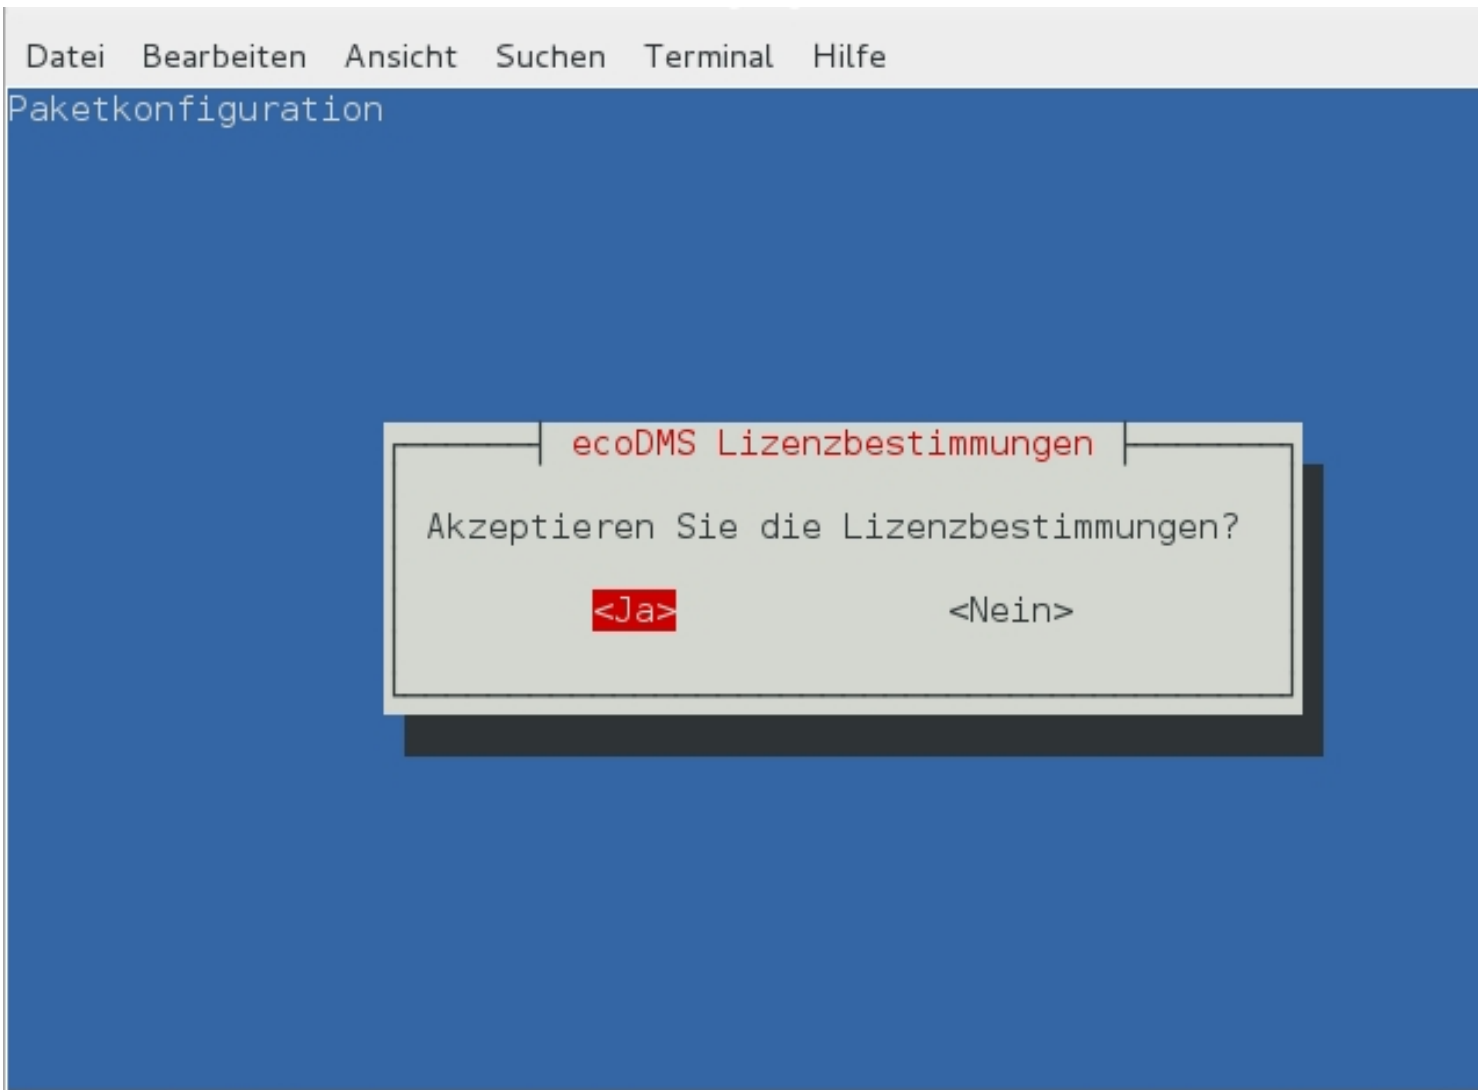 Datei Bearbeiten Ansicht Suchen Terminal Hilfe
Paketkonfiguration
ecoDMS Lizenzbestimmungen
Akzeptieren Sie die Lizenzbestimmungen?
<Ja> <Nein>